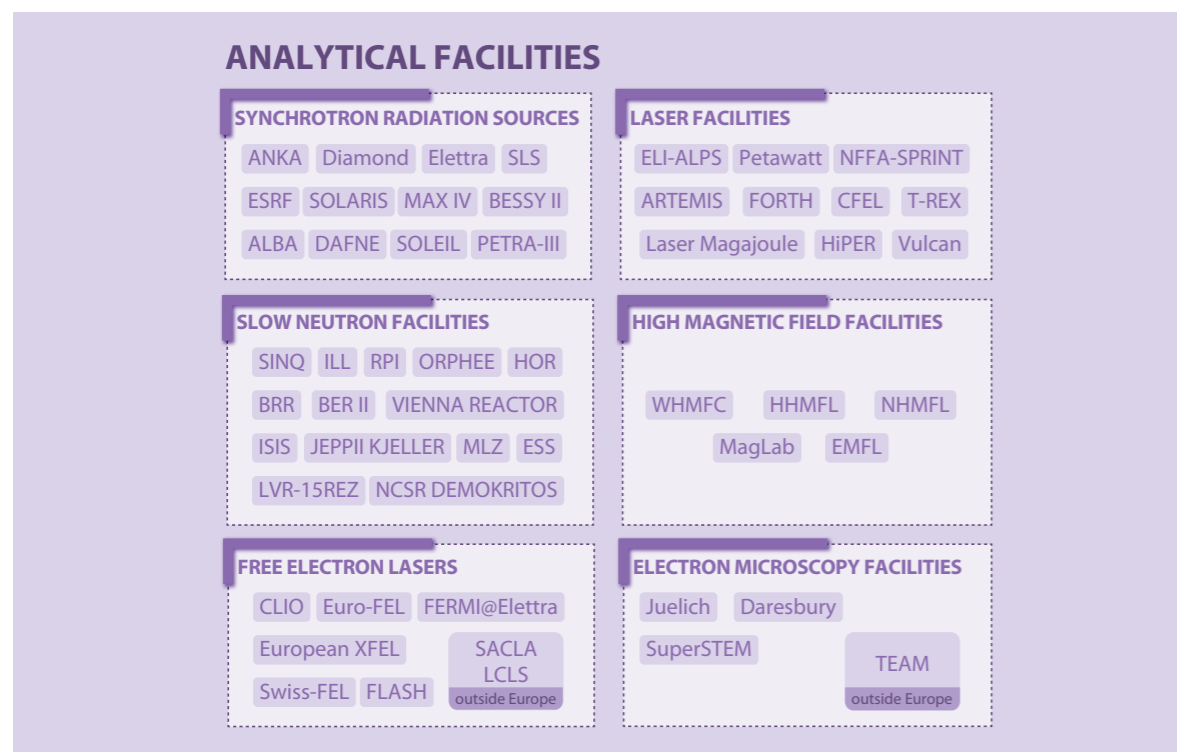 ANALYTICAL FACILITIES
SYNCHROTRON RADIATION SOURCES
ANKA Diamond Elettra SLS
ESRF SOLARIS MAX IV BESSY II
ALBA DAFNE SOLEIL PETRA-III
LASER FACILITIES
ELI-ALPS Petawatt NFFA-SPRINT
ARTEMIS FORTH CFEL T-REX
Laser Magajoule HiPER Vulcan
SLOW NEUTRON FACILITIES
SINQ ILL RPI ORPHEE HOR
BRR BER II VIENNA REACTOR
ISIS JEPPII KJELLER MLZ ESS
LVR-15REZ NCSR DEMOKRITOS
HIGH MAGNETIC FIELD FACILITIES
WHMFC HHMFL NHMFL
MagLab EMFL
FREE ELECTRON LASERS
CLIO Euro-FEL FERMI@Elettra
European XFEL
Swiss-FEL FLASH
SACLA
LCLS
outside Europe
ELECTRON MICROSCOPY FACILITIES
Juelich Daresbury
SuperSTEM
TEAM
outside Europe